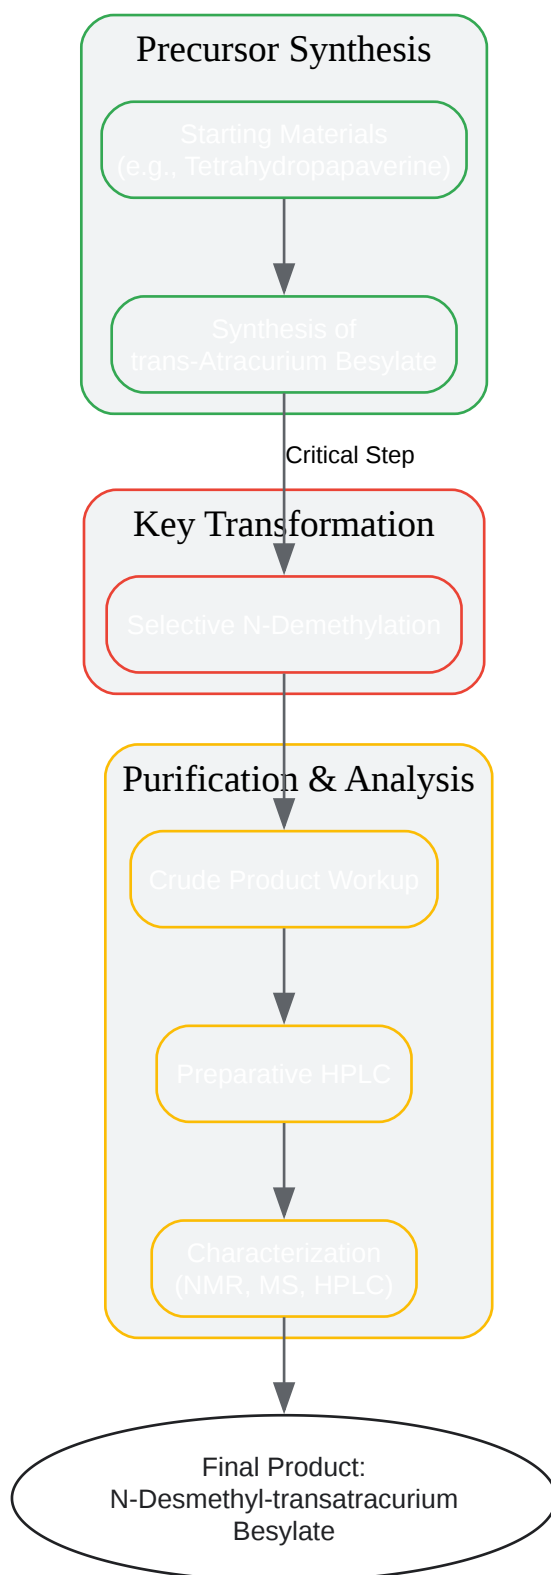 Precursor Synthesis
Starting Materials
(e.g., Tetrahydropapaverine)
Synthesis of
trans-Atracurium Besylate
Critical Step
Key Transformation
Selective N-Demethylation
Purification & Analysis
Crude Product Workup
Preparative HPLC
Characterization
(NMR, MS, HPLC)
Final Product:
N-Desmethyl-transatracurium
Besylate